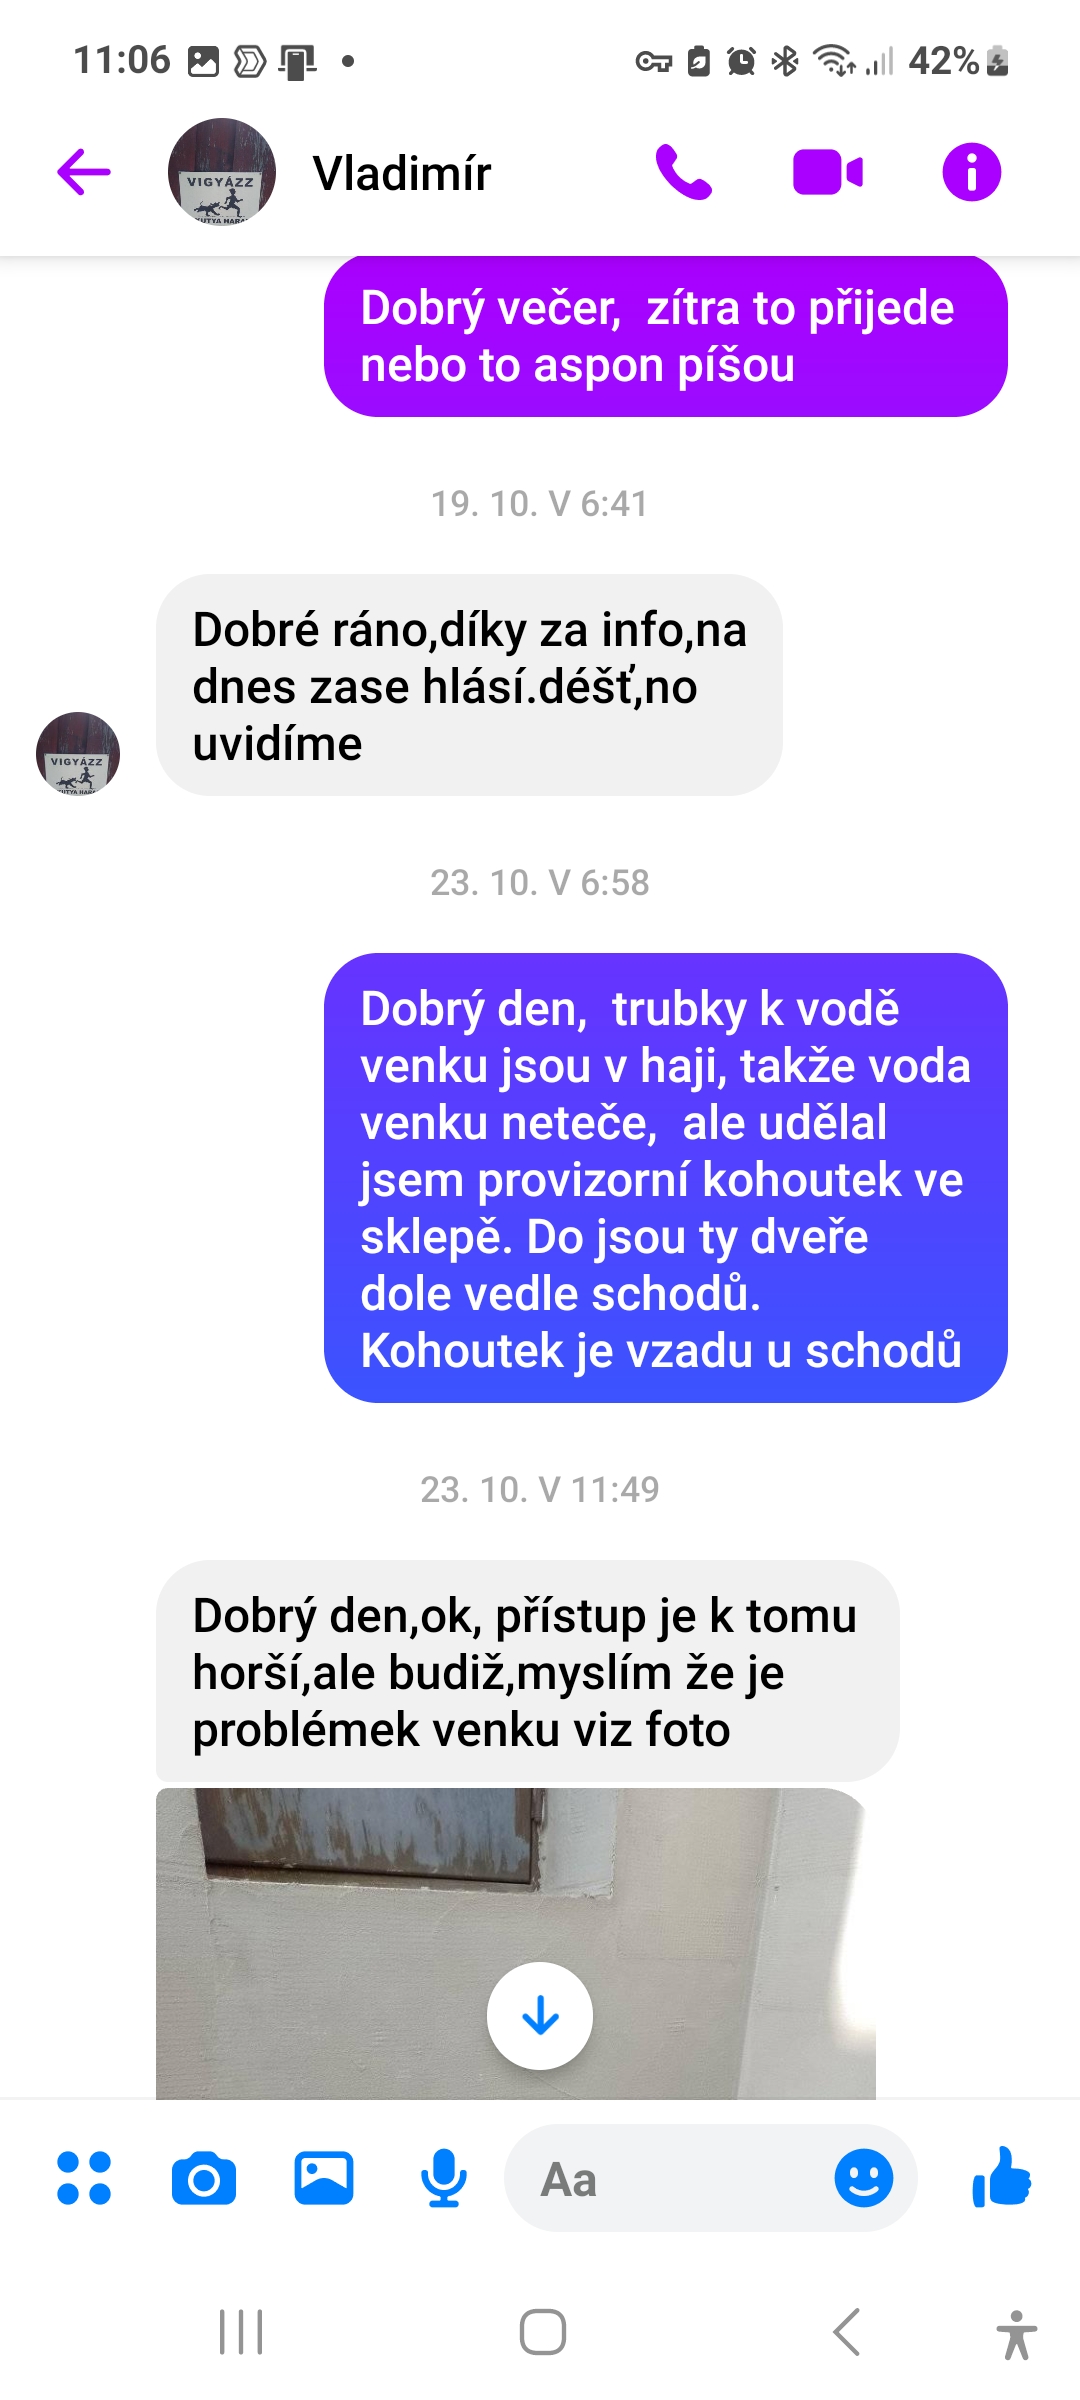 11:06
42%
VIGYÁZZ
KUTYA HARAP
Vladimír
Dobrý večer,  zítra to přijede
nebo to aspon píšou
19. 10. V 6:41
Dobré ráno,díky za info,na
dnes zase hlásí.déšť,no
uvidíme
VIGYÁZZ
23. 10. V 6:58
Dobrý den,  trubky k vodě
venku jsou v haji, takže voda
venku neteče,  ale udělal
jsem provizorní kohoutek ve
sklepě. Do jsou ty dveře
dole vedle schodů.
Kohoutek je vzadu u schodů
23. 10. V 11:49
Dobrý den,ok, přístup je k tomu
horší,ale budiž,myslím že je
problémek venku viz foto
Aa